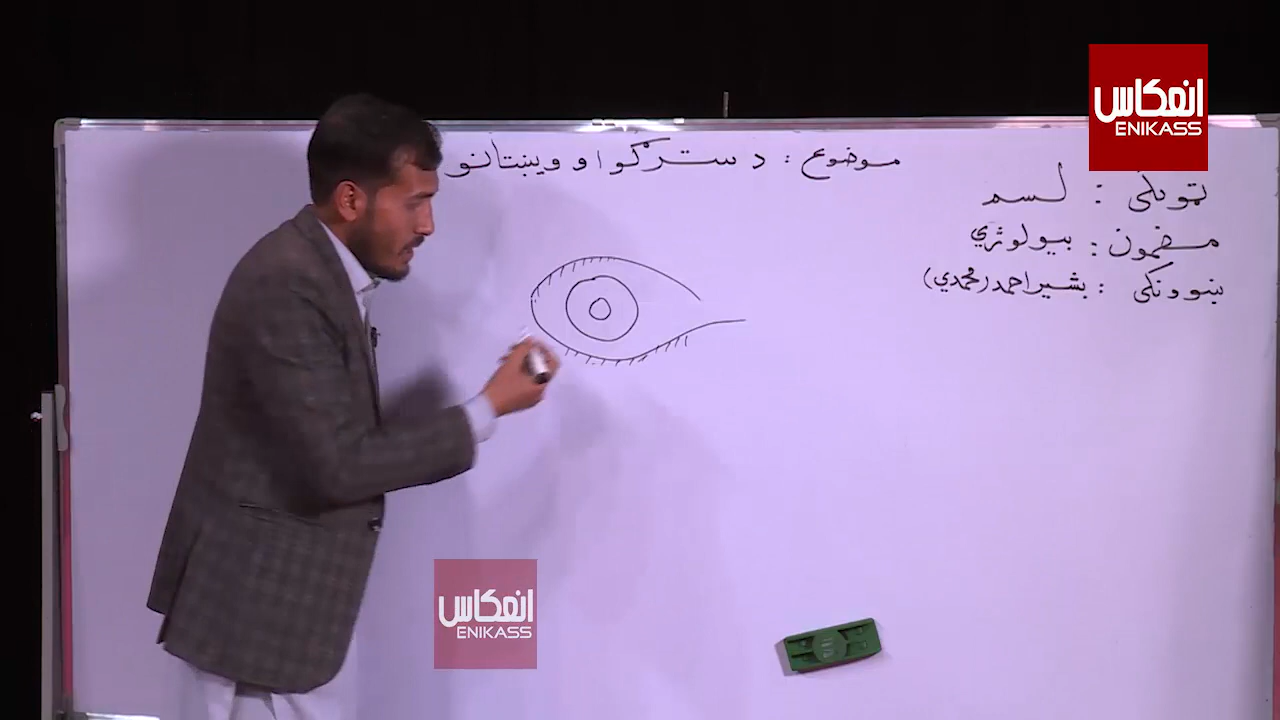 انعکاس
ENIKASS
موضوع : د سترګو او ویښتانو
ټولګی : لسم
مضمون : بیولوژي
ښوونکی : بشیراحمد (محمدي)
انعکاس
ENIKASS